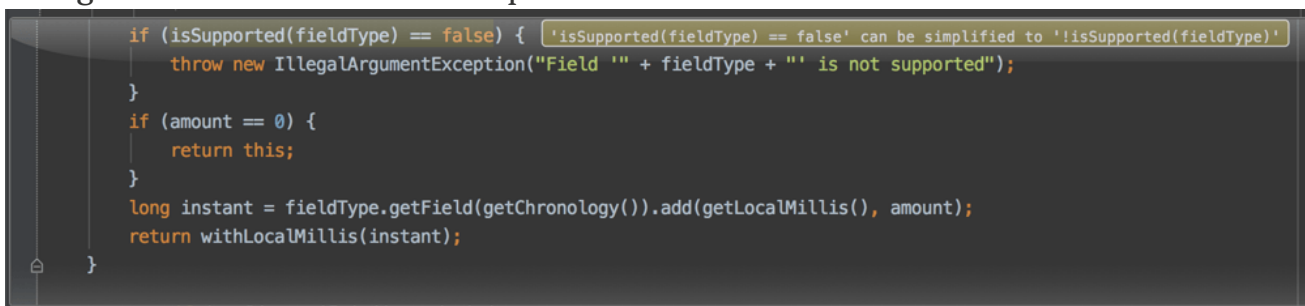 if (isSupported(fieldType) == false) { 'isSupported(fieldType) == false' can be simplified to '!isSupported(fieldType)'
throw new IllegalArgumentException("Field '" + fieldType + "' is not supported");
}
if (amount == 0) {
return this;
}
long instant = fieldType.getField(getChronology()).add(getLocalMillis(), amount);
return withLocalMillis(instant);
}